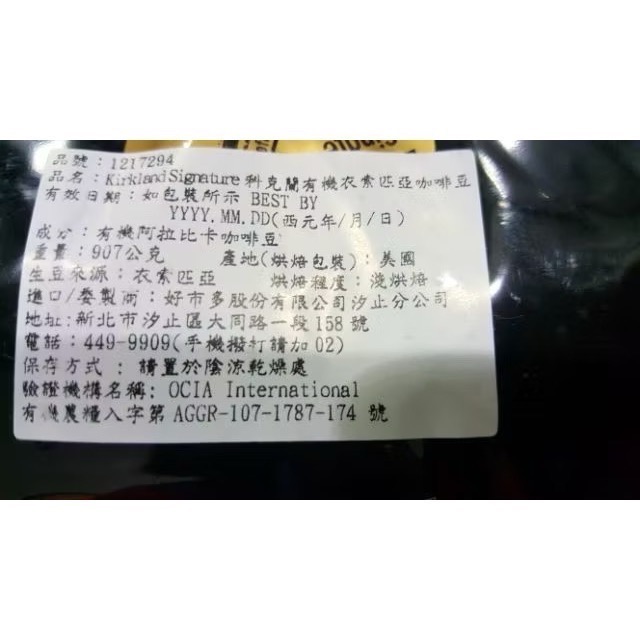 品號：1217294
品名：Kirkland Signature 科克蘭有機衣索匹亞咖啡豆
有效日期：如包裝所示 BEST BY
YYYY.MM.DD(西元年/月/日)
成分：有機阿拉比卡咖啡豆
重量：907公克 產地(烘焙包裝)：美國
生豆來源：衣索匹亞 烘焙程度：淺烘焙
進口/委製商：好市多股份有限公司汐止分公司
地址:新北市汐止區大同路一段158號
電話：449-9909(手機撥打請加02)
保存方式：請置於陰涼乾燥處
驗證機構名稱：OCIA International
有機農糧入字第AGGR-107-1787-174 號